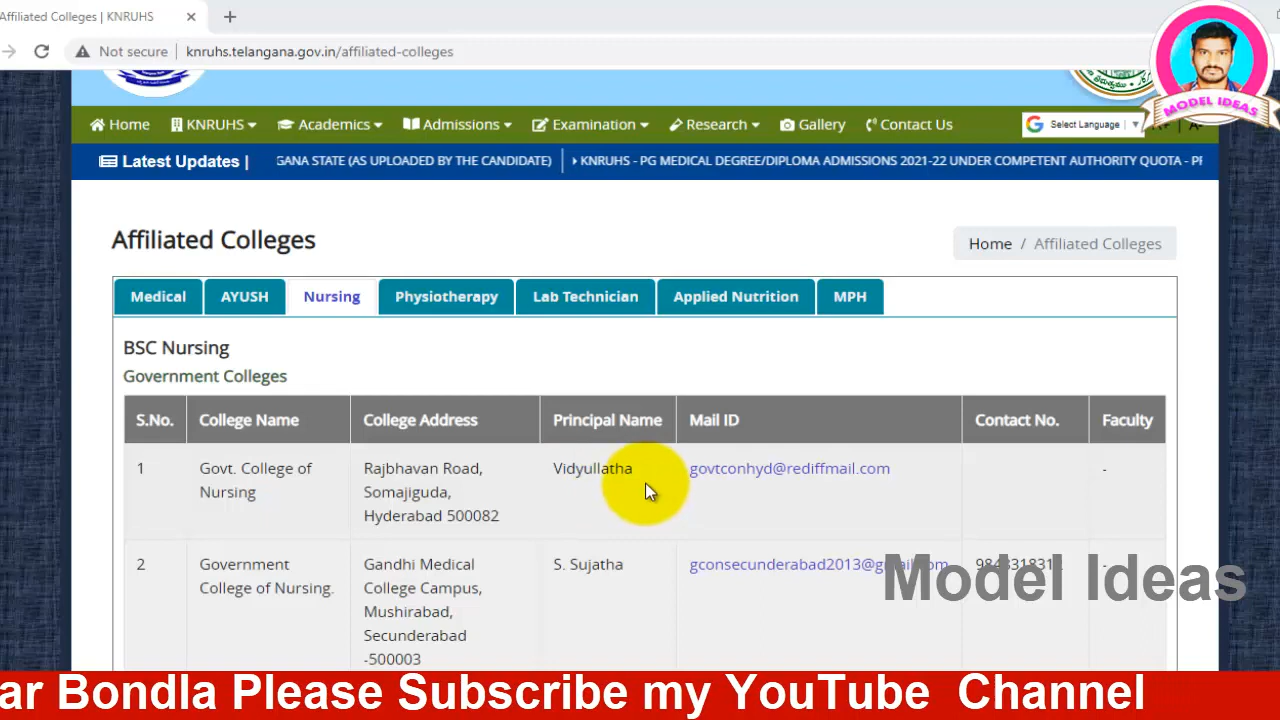 Affiliated Colleges | KNRUHS
Not secure | knruhs.telangana.gov.in/affiliated-colleges
MODEL IDEAS
Home KNRUHS Academics Admissions Examination Research Gallery Contact Us Select Language A-
Latest Updates | GANA STATE (AS UPLOADED BY THE CANDIDATE) KNRUHS - PG MEDICAL DEGREE/DIPLOMA ADMISSIONS 2021-22 UNDER COMPETENT AUTHORITY QUOTA -
Affiliated Colleges
Home / Affiliated Colleges
Medical AYUSH Nursing Physiotherapy Lab Technician Applied Nutrition MPH
BSC Nursing
Government Colleges
S.No. College Name College Address Principal Name Mail ID Contact No. Faculty
1 Govt. College of Rajbhavan Road, Vidyullatha govtconhyd@rediffmail.com -
Nursing Somajiguda,
Hyderabad 500082
2 Government Gandhi Medical S. Sujatha -
College of Nursing. College Campus,
Mushirabad,
Secunderabad
-500003
Model Ideas
ar Bondla Please Subscribe my YouTube Channel